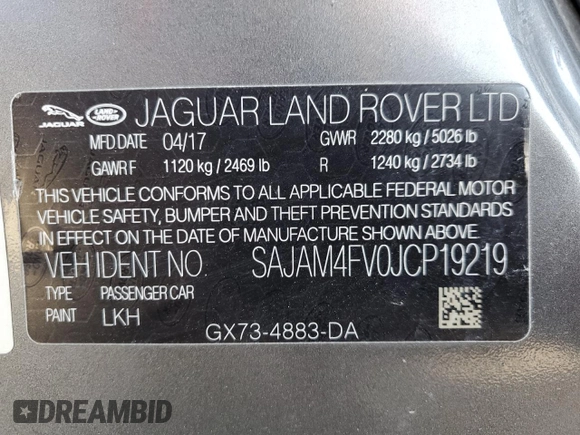 JAGUAR LAND-ROVER JAGUAR LAND ROVER LTD
MFD DATE 04/17 GVWR 2280 kg / 5026 lb
GAWR F 1120 kg / 2469 lb R 1240 kg / 2734 lb
THIS VEHICLE CONFORMS TO ALL APPLICABLE FEDERAL MOTOR
VEHICLE SAFETY, BUMPER AND THEFT PREVENTION STANDARDS
IN EFFECT ON THE DATE OF MANUFACTURE SHOWN ABOVE.
VEH IDENT NO. SAJAM4FV0JCP19219
TYPE PASSENGER CAR
PAINT LKH
GX73-4883-DA
DREAMBID